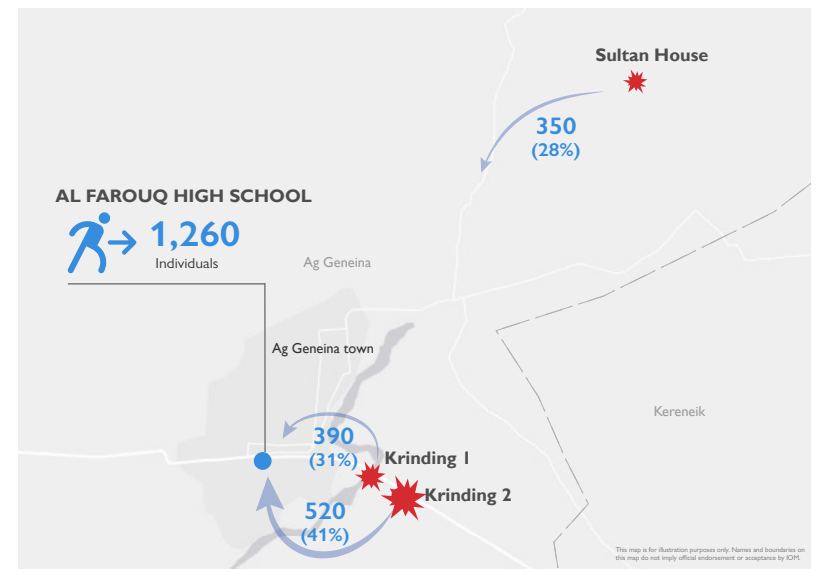 Sultan House
350
(28%)
AL FAROUQ HIGH SCHOOL
1,260
Individuals
Ag Geneina
Ag Geneina town
Kereneik
390
(31%)
Krinding 1
Krinding 2
520
(41%)
This map is for illustration purposes only. Names and boundaries on
this map do not imply official endorsement or acceptance by IOM.